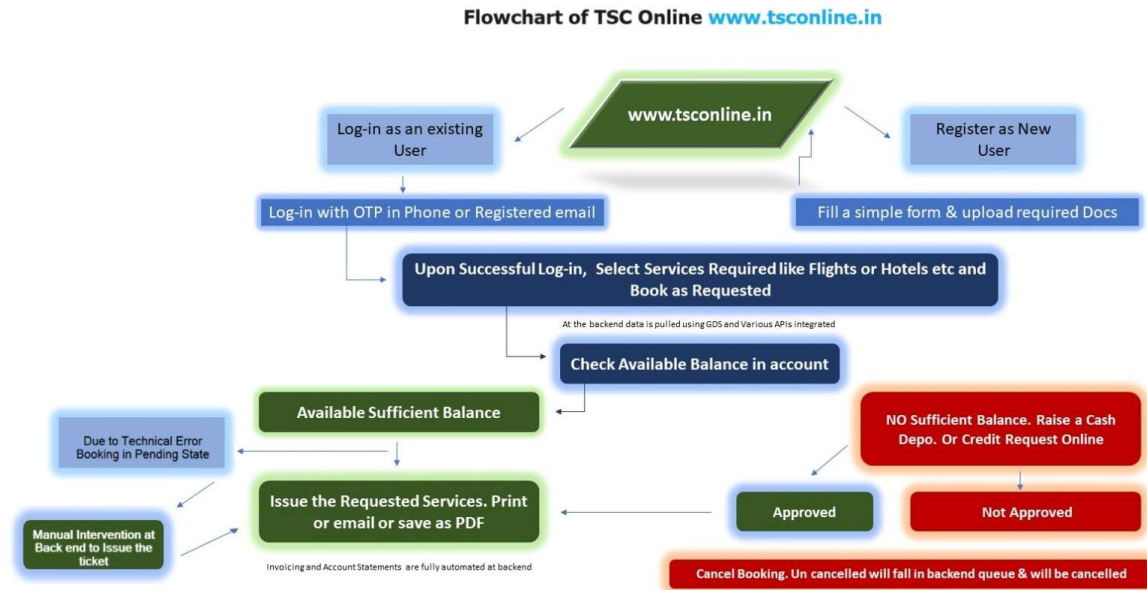 Flowchart of TSC Online www.tsconline.in
www.tsconline.in
Log-in as an existing
User
Register as New
User
Log-in with OTP in Phone or Registered email
Fill a simple form & upload required Docs
Upon Successful Log-in, Select Services Required like Flights or Hotels etc and
Book as Requested
At the backend data is pulled using GDS and Various APIs integrated
Check Available Balance in account
Available Sufficient Balance
NO Sufficient Balance. Raise a Cash
Depo. Or Credit Request Online
Due to Technical Error
Booking in Pending State
Issue the Requested Services. Print
or email or save as PDF
Approved
Not Approved
Manual Intervention at
Back end to Issue the
ticket
Invoicing and Account Statements are fully automated at backend
Cancel Booking. Un cancelled will fall in backend queue & will be cancelled